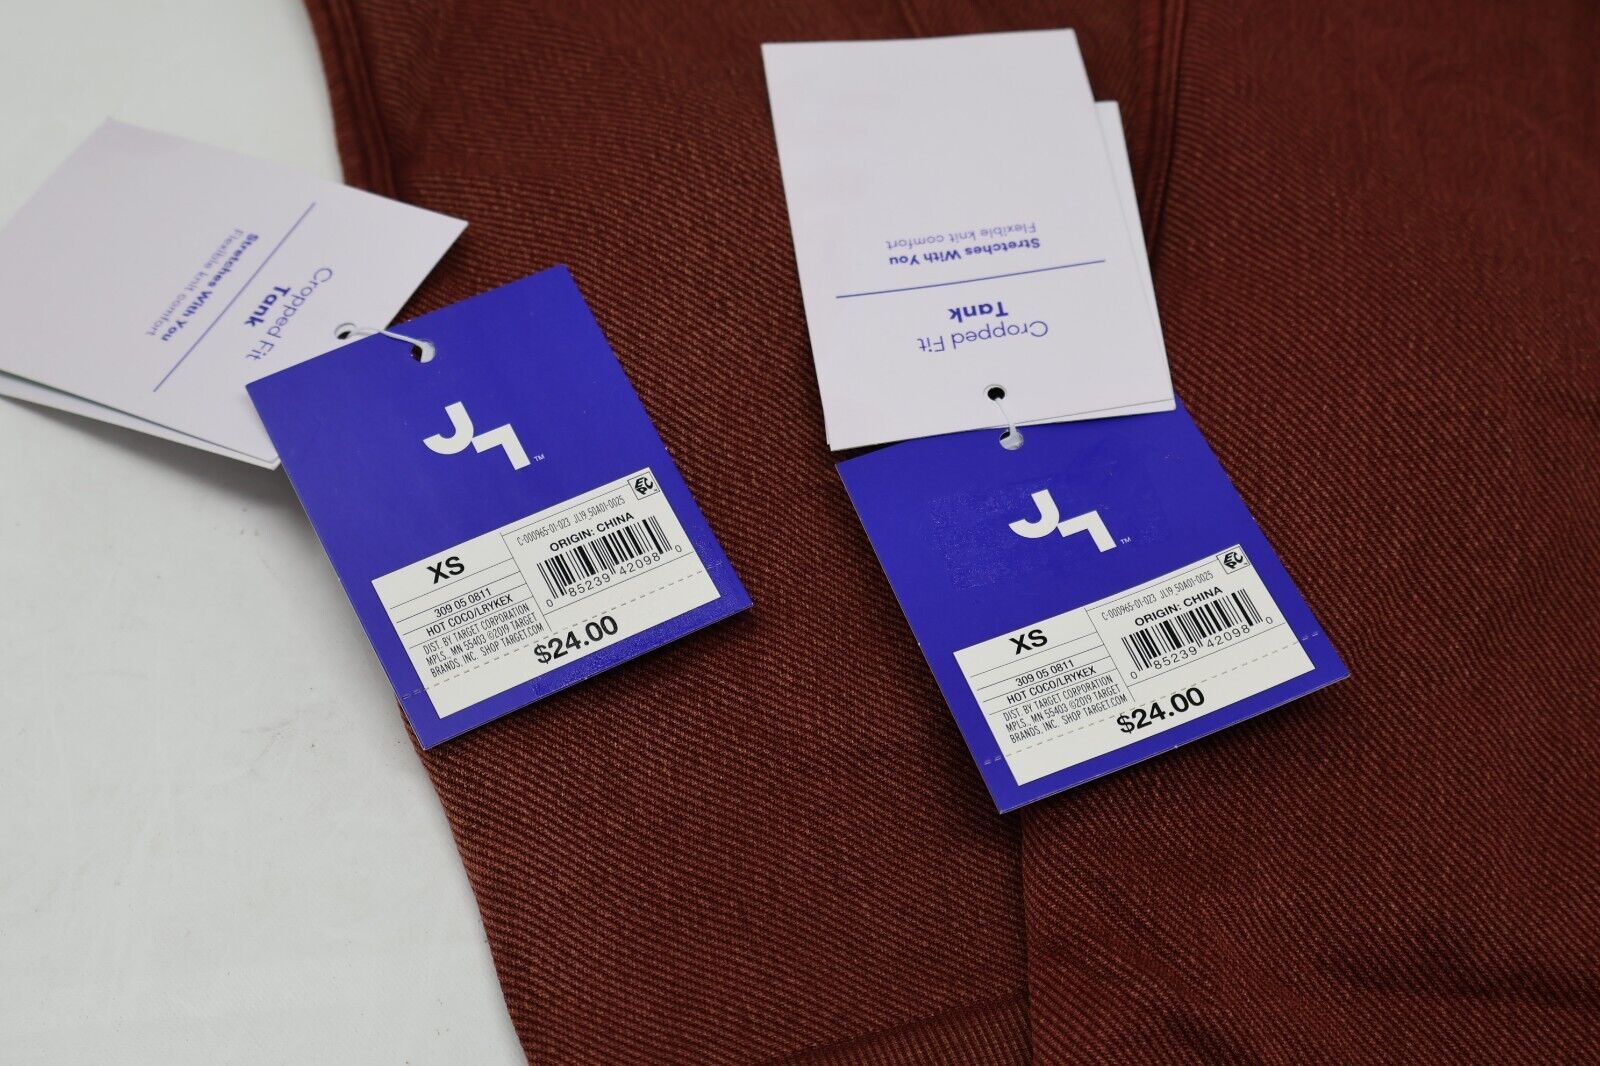 Cropped Fit
Tank
Stretches With You
Flexible knit comfort
TM
C-000965-01-023 JL19_50A01-0025
ORIGIN: CHINA
XS
309 05 0811
HOT COCO/LRYKEX
DIST. BY TARGET CORPORATION
MPLS., MN 55403 ©2019 TARGET
BRANDS, INC. SHOP TARGET.COM
0 85239 42098 0
$24.00
Cropped Fit
Tank
Stretches With You
Flexible knit comfort
TM
C-000965-01-023 JL19_50A01-0025
ORIGIN: CHINA
XS
309 05 0811
HOT COCO/LRYKEX
DIST. BY TARGET CORPORATION
MPLS., MN 55403 ©2019 TARGET
BRANDS, INC. SHOP TARGET.COM
0 85239 42098 0
$24.00